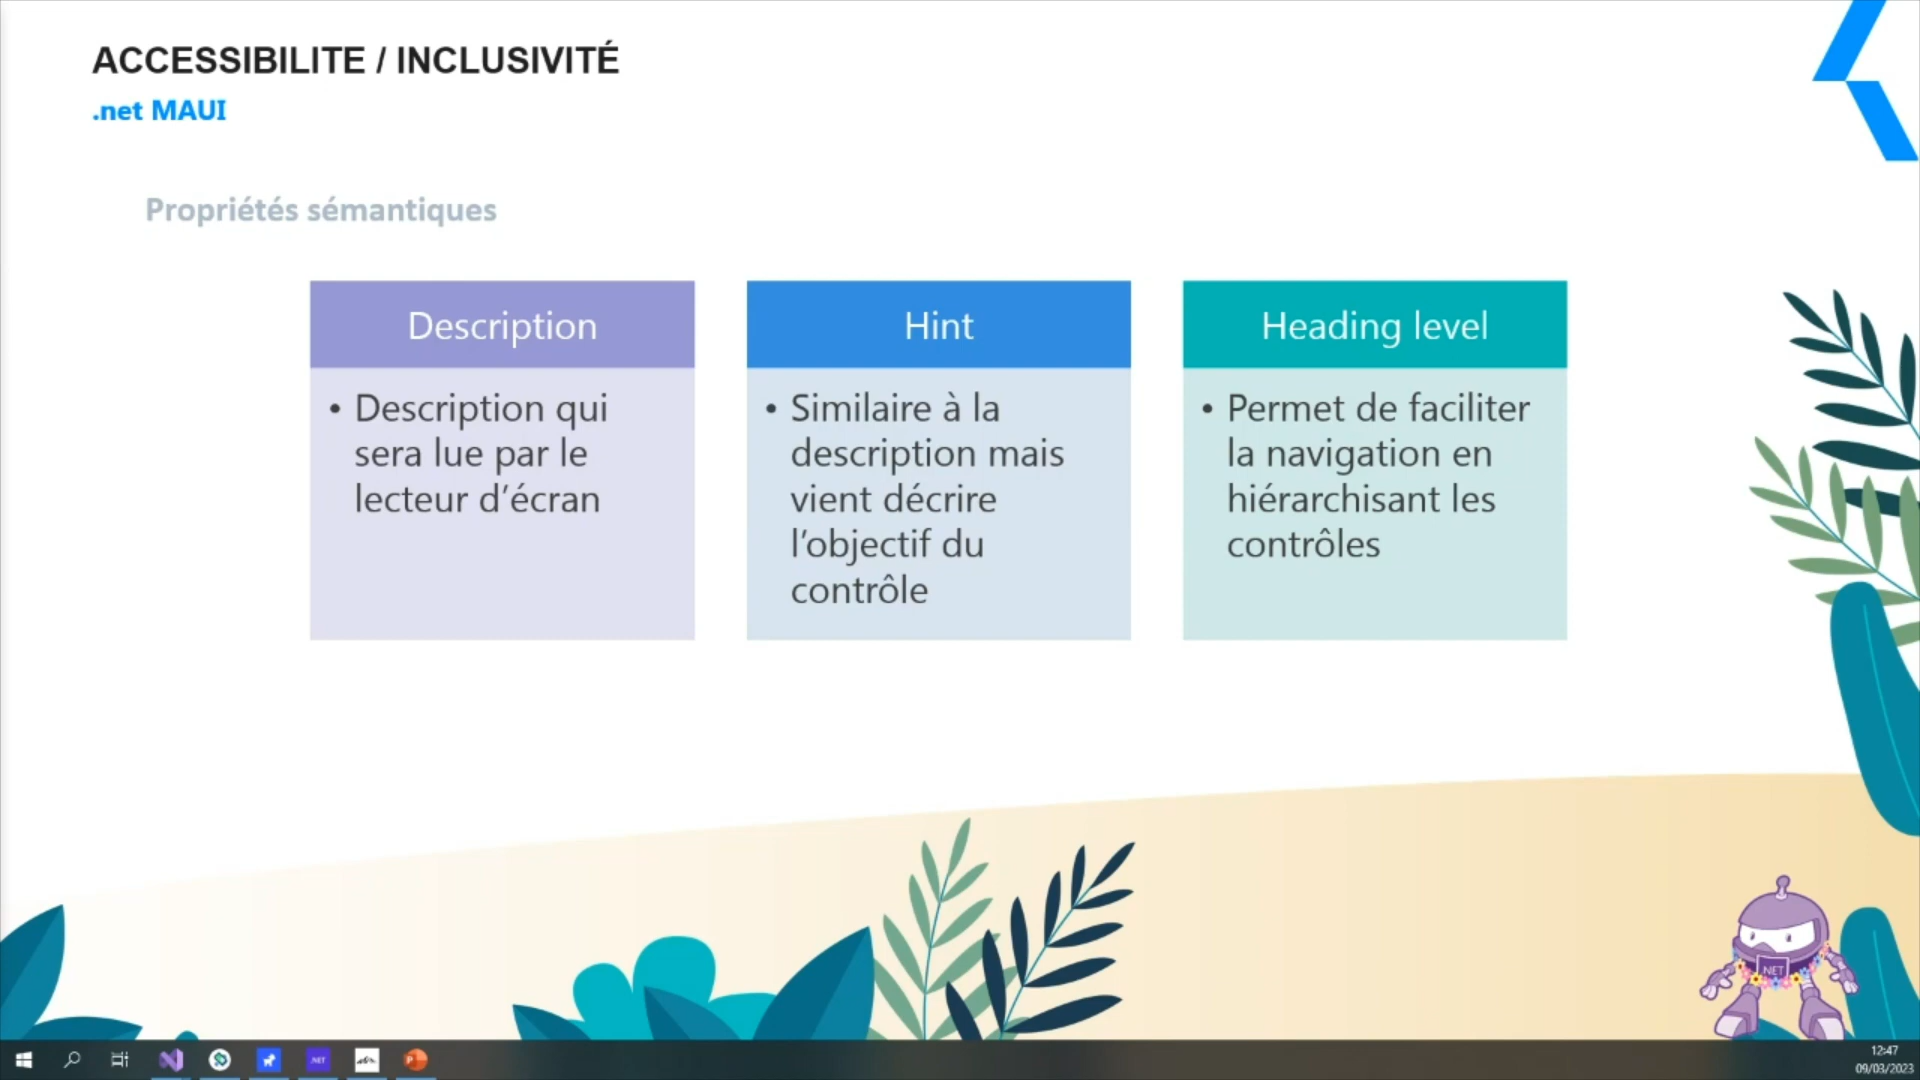 ACCESSIBILITE / INCLUSIVITÉ
.net MAUI
Propriétés sémantiques
Description
• Description qui
sera lue par le
lecteur d’écran
Hint
• Similaire à la
description mais
vient décrire
l’objectif du
contrôle
Heading level
• Permet de faciliter
la navigation en
hiérarchisant les
contrôles
.NET
.NET
12:47
09/03/2023